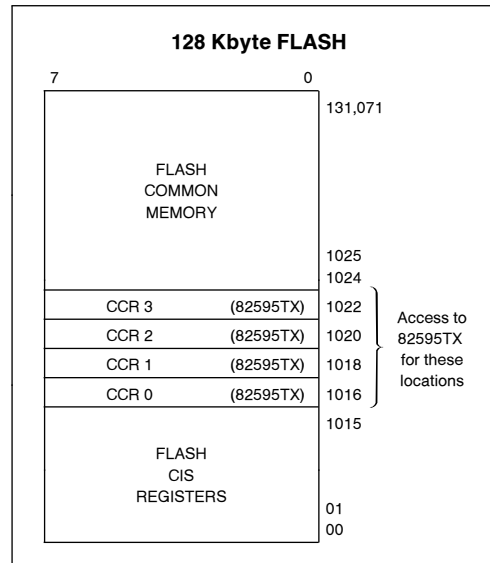 128 Kbyte FLASH
7 0
131,071
FLASH
COMMON
MEMORY
1025
1024
CCR 3 (82595TX) 1022
CCR 2 (82595TX) 1020
CCR 1 (82595TX) 1018
CCR 0 (82595TX) 1016
Access to
82595TX
for these
locations
1015
FLASH
CIS
REGISTERS
01
00